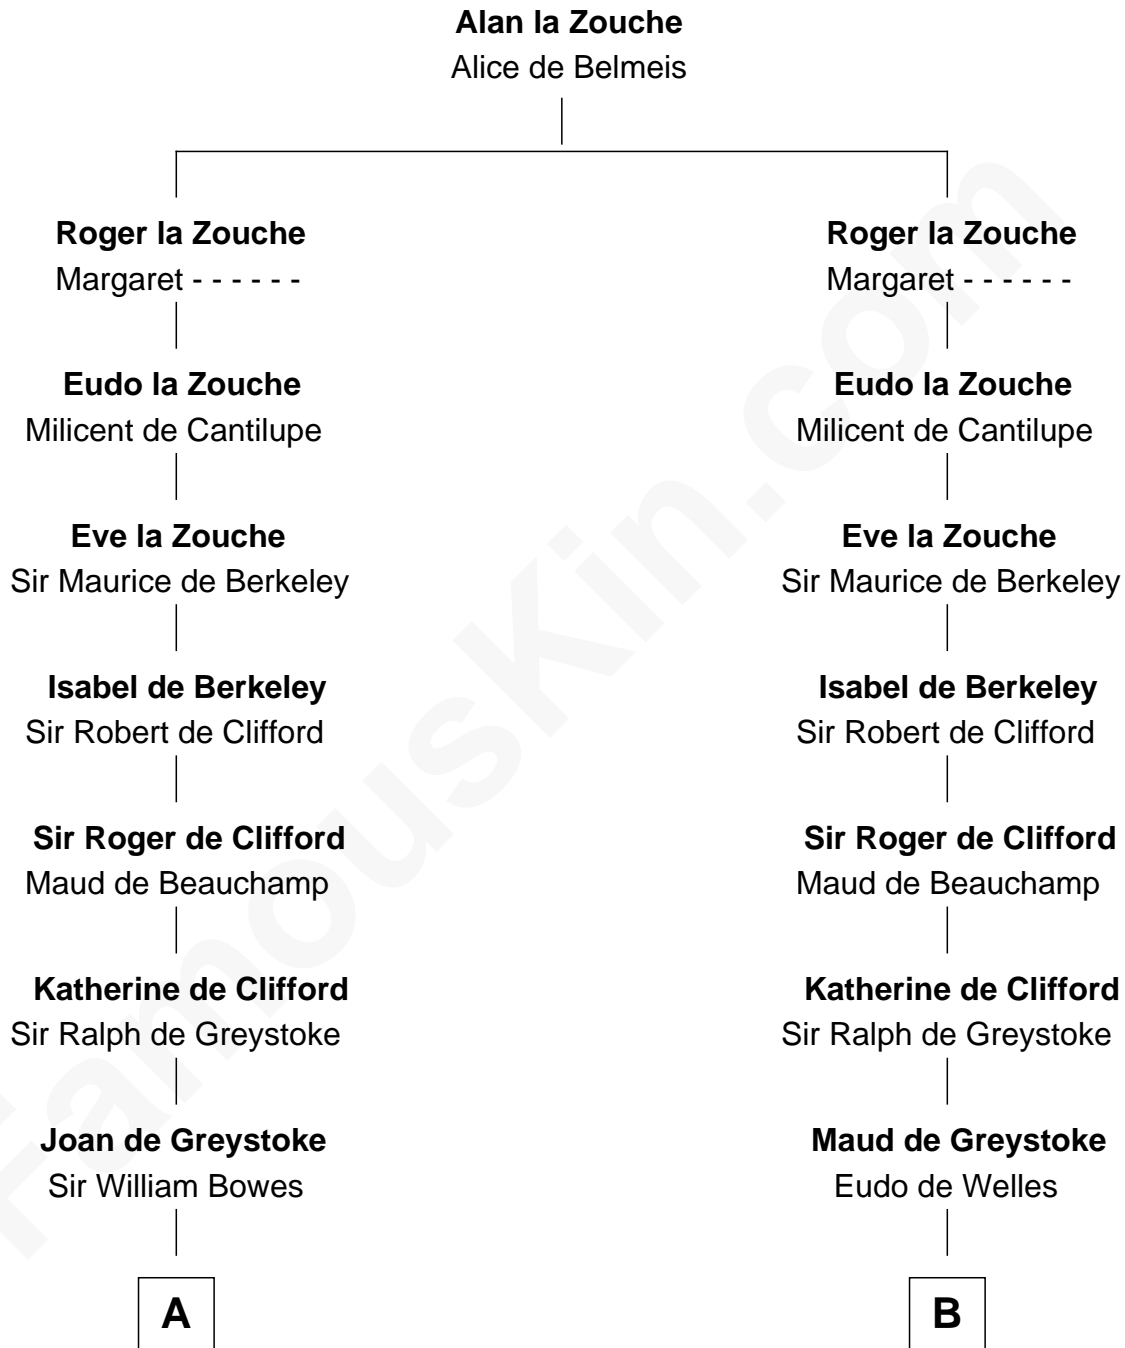 Alan la Zouche
Alice de Belmeis
Roger la Zouche
Margaret - - - - - -
Roger la Zouche
Margaret - - - - - -
Eudo la Zouche
Milicent de Cantilupe
Eudo la Zouche
Milicent de Cantilupe
Eve la Zouche
Sir Maurice de Berkeley
Eve la Zouche
Sir Maurice de Berkeley
Isabel de Berkeley
Sir Robert de Clifford
Isabel de Berkeley
Sir Robert de Clifford
Sir Roger de Clifford
Maud de Beauchamp
Sir Roger de Clifford
Maud de Beauchamp
Katherine de Clifford
Sir Ralph de Greystoke
Katherine de Clifford
Sir Ralph de Greystoke
Joan de Greystoke
Sir William Bowes
Maud de Greystoke
Eudo de Welles
A
B
FamousKin.com